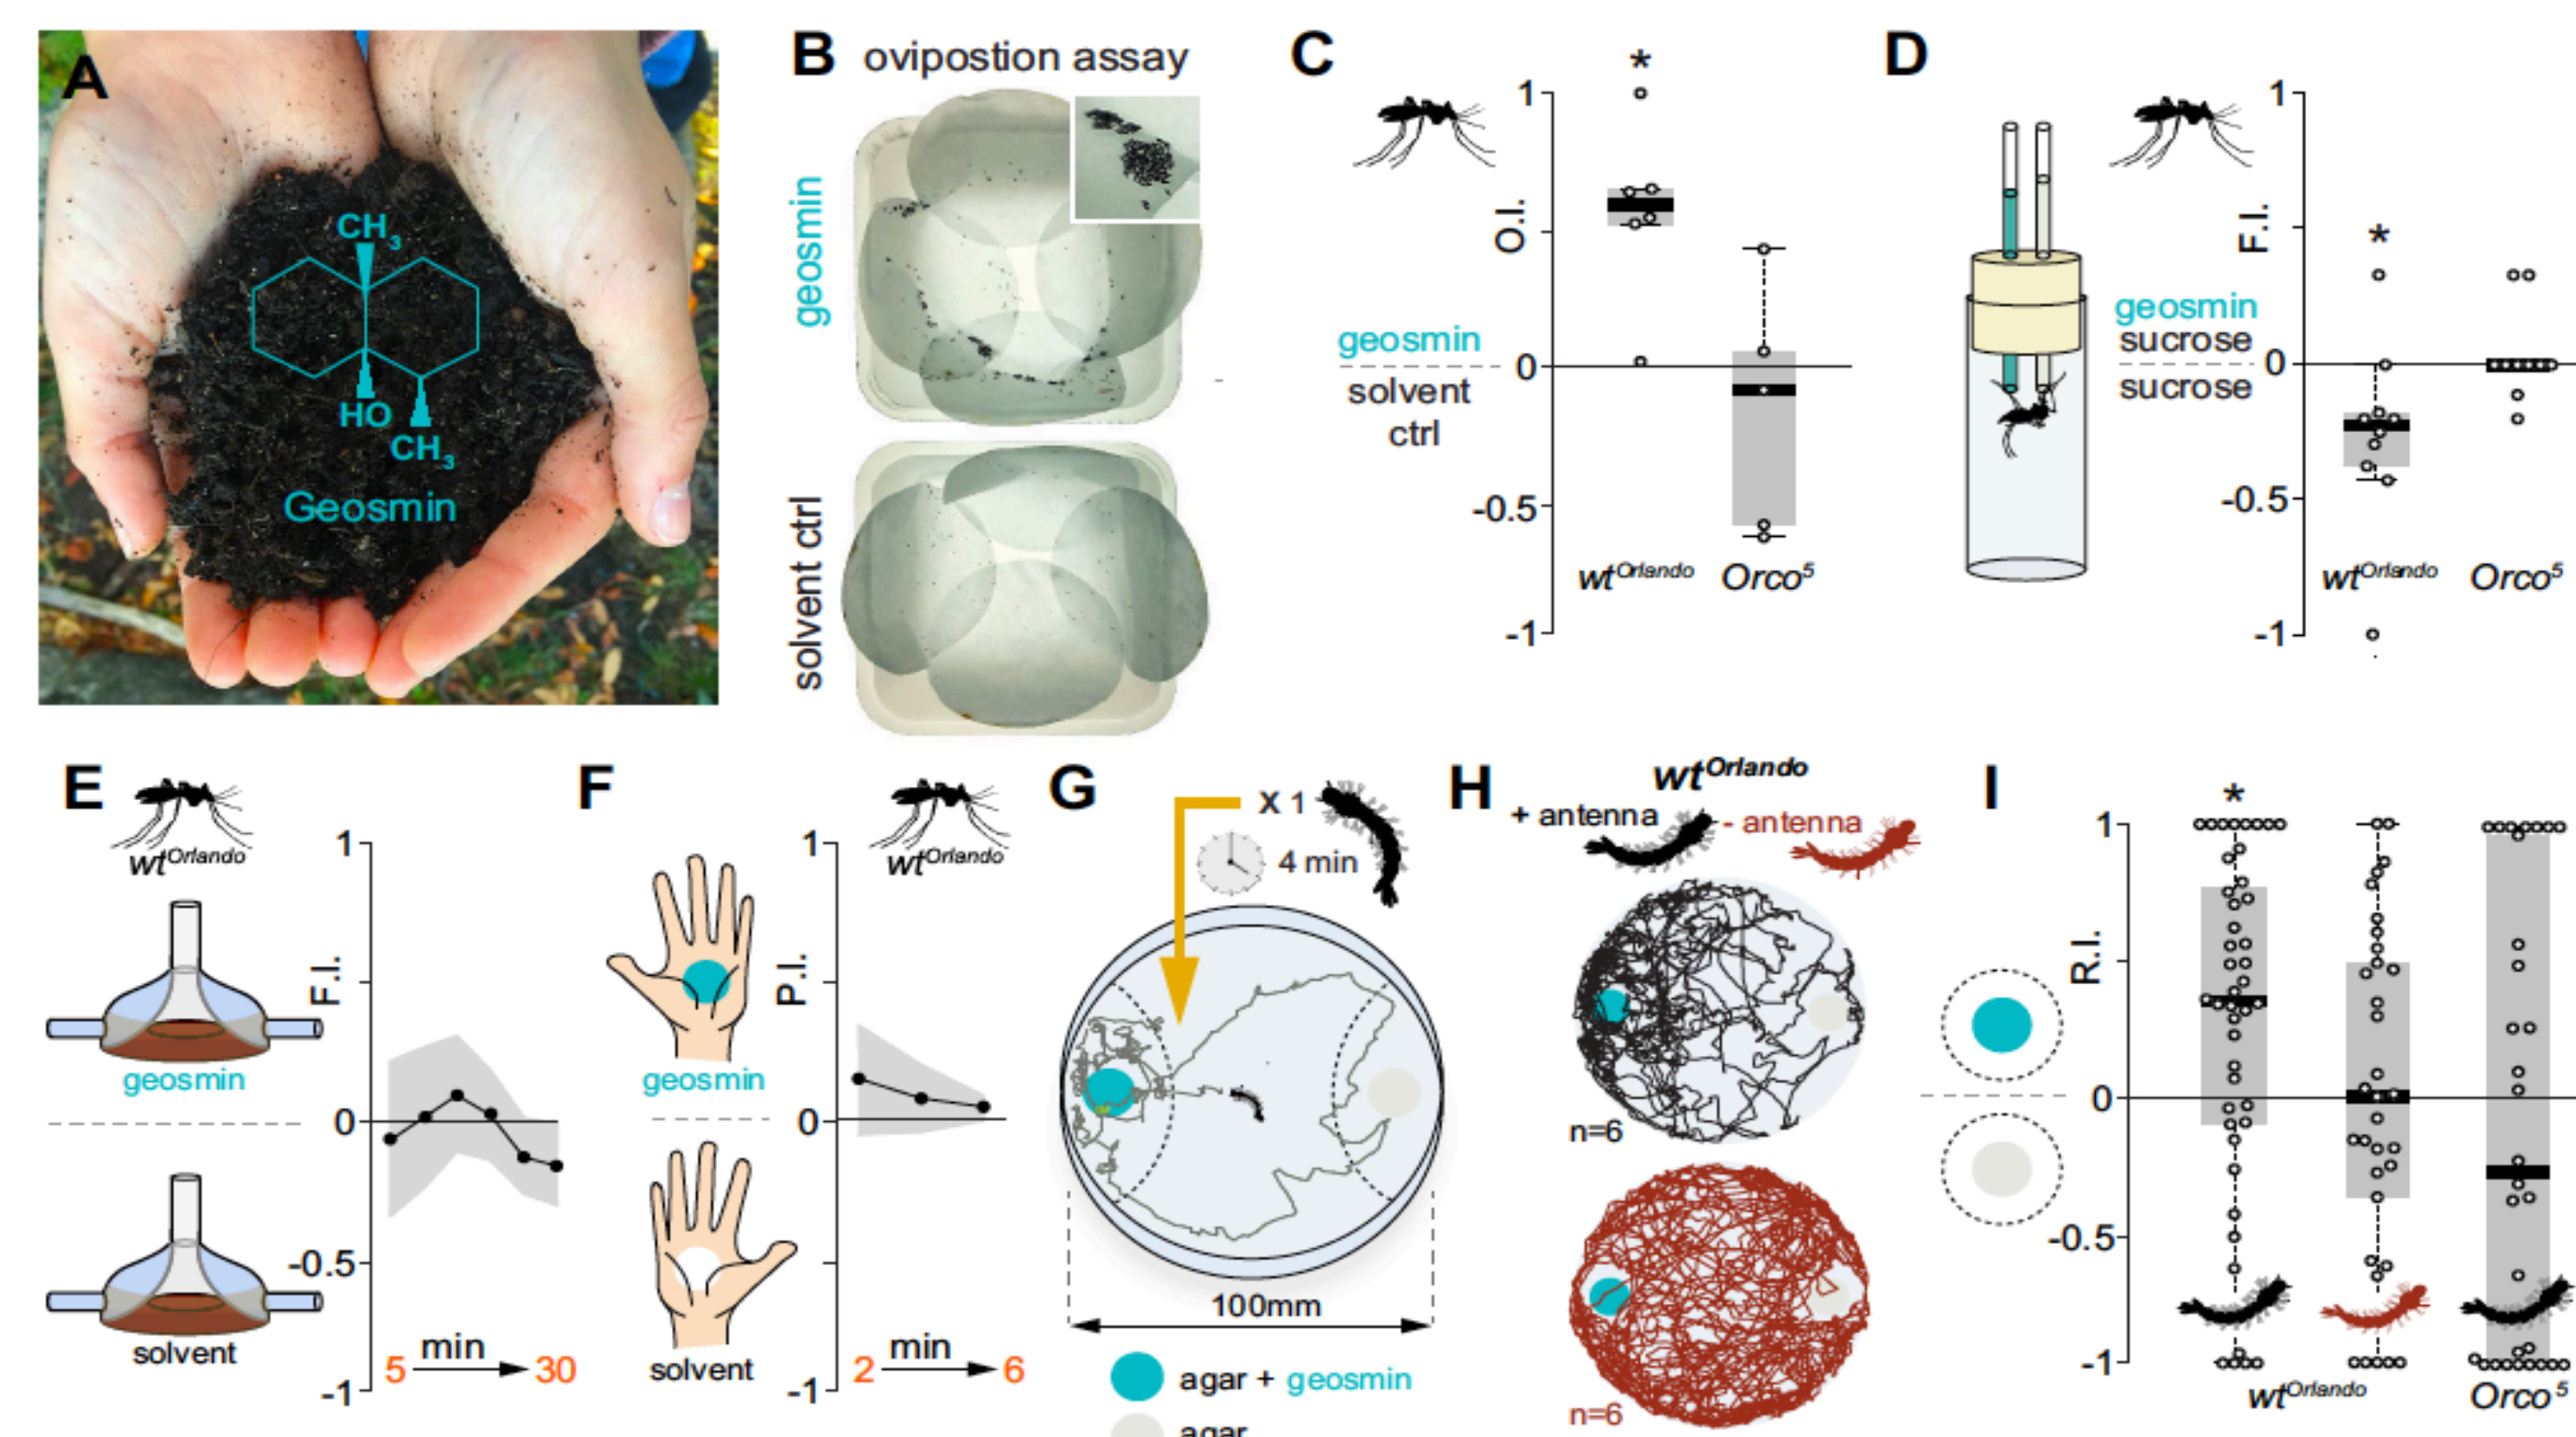 A
CH3
HO
CH3
Geosmin
B
ovipostion assay
geosmin
solvent ctrl
C
*
1
O.I.
geosmin
0
solvent
ctrl
-0.5
-1
wtOrlando
Orco5
D
1
F.I.
*
geosmin
sucrose
0
sucrose
-0.5
-1
wtOrlando
Orco5
E
wtOrlando
1
F.I.
geosmin
0
-0.5
solvent
min
5
30
-1
F
wtOrlando
1
P.I.
geosmin
0
solvent
min
2
6
-1
G
X 1
4 min
100mm
agar + geosmin
agar
H
wtOrlando
+ antenna
- antenna
n=6
n=6
I
*
1
R.I.
0
-0.5
-1
wtOrlando
Orco5